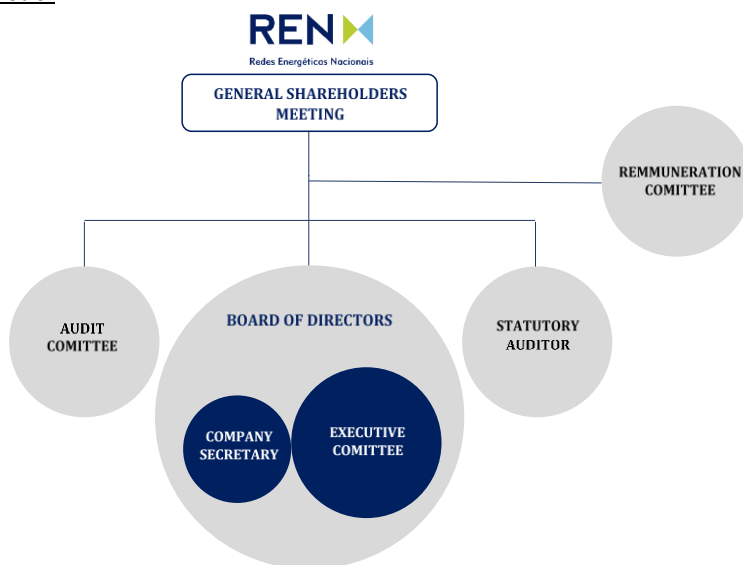 REN
Redes Energéticas Nacionais
GENERAL SHAREHOLDERS
MEETING
REMMUNERATION
COMITTEE
AUDIT
COMITTEE
BOARD OF DIRECTORS
STATUTORY
AUDITOR
COMPANY
SECRETARY
EXECUTIVE
COMITTEE